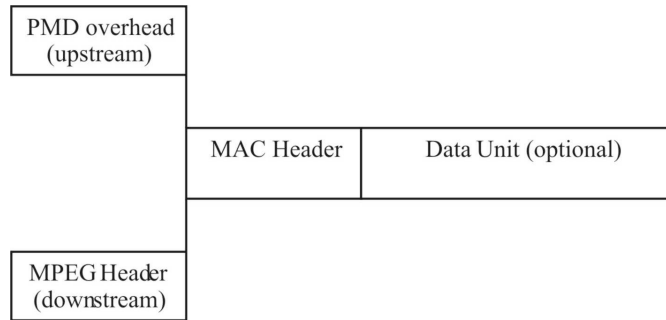 PMD overhead
(upstream)
MAC Header
Data Unit (optional)
MPEG Header
(downstream)